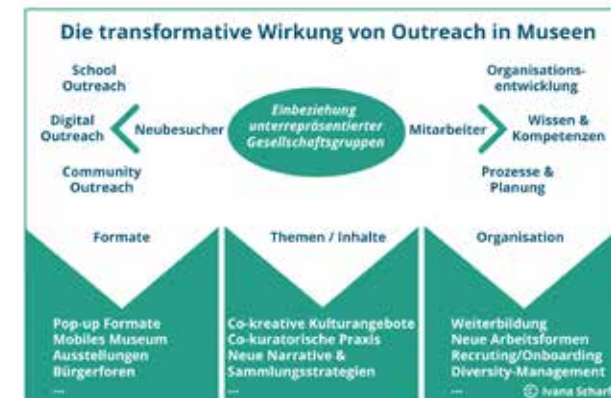 Die transformative Wirkung von Outreach in Museen
School
Outreach
Digital
Outreach
Community
Outreach
Neubesucher
Einbeziehung
unterrepräsentierter
Gesellschaftsgruppen
Mitarbeiter
Organisations-
entwicklung
Wissen &
Kompetenzen
Prozesse &
Planung
Formate
Themen / Inhalte
Organisation
Pop-up Formate
Mobiles Museum
Ausstellungen
Bürgerforen
...
Co-kreative Kulturangebote
Co-kuratorische Praxis
Neue Narrative &
Sammlungsstrategien
...
Weiterbildung
Neue Arbeitsformen
Recruting/Onboarding
Diversity-Management
...
© Ivana Scharf